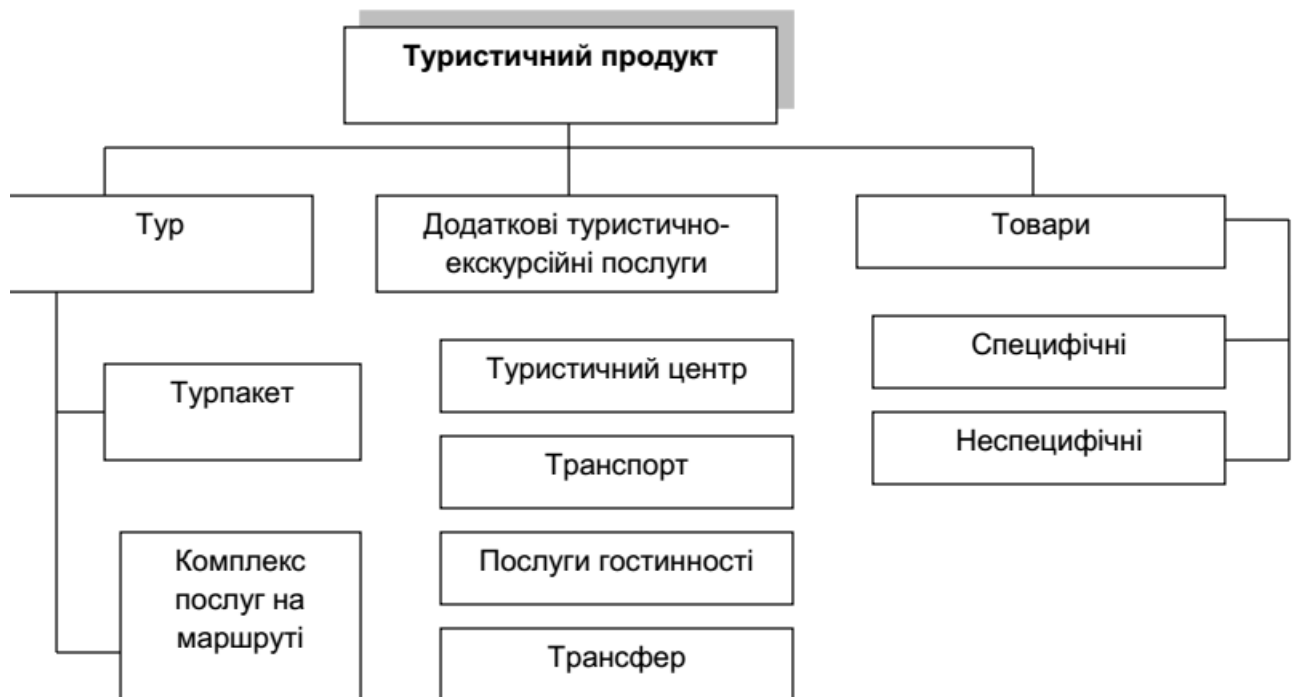 Туристичний продукт
Тур
Додаткові туристично-
екскурсійні послуги
Товари
Турпакет
Комплекс
послуг на
маршруті
Туристичний центр
Транспорт
Послуги гостинності
Трансфер
Специфічні
Неспецифічні